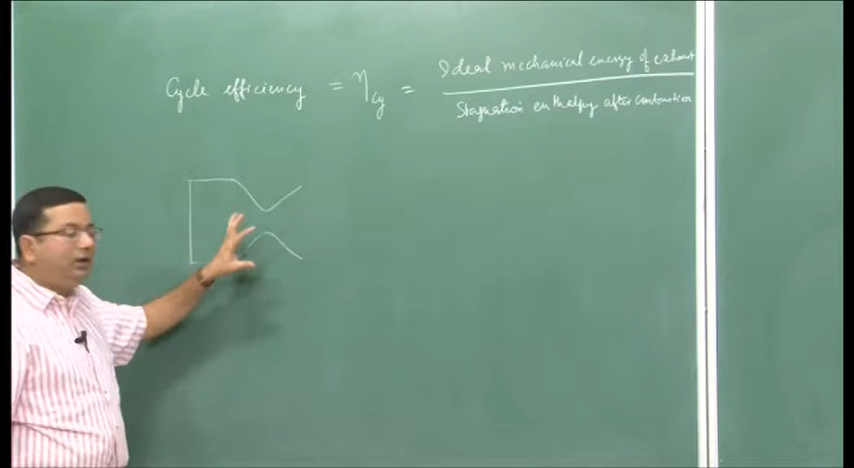 Cycle efficiency = η_cy = Ideal mechanical energy of exhaust
Stagnation enthalpy after combustion